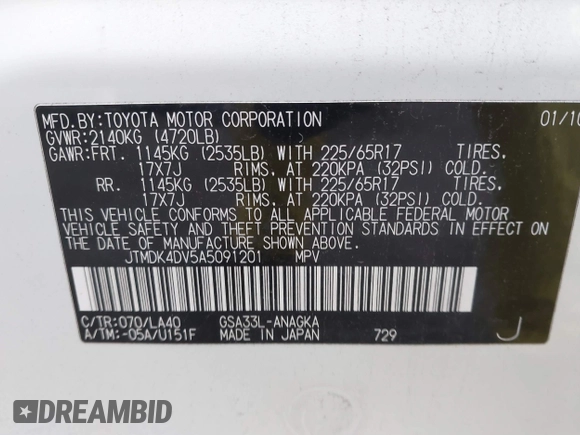 MFD.BY:TOYOTA MOTOR CORPORATION 01/10
GVWR:2140KG (4720LB)
GAWR:FRT. 1145KG (2535LB) WITH 225/65R17 TIRES.
17X7J RIMS, AT 220KPA (32PSI) COLD.
RR. 1145KG (2535LB) WITH 225/65R17 TIRES,
17X7J RIMS, AT 220KPA (32PSI) COLD.
THIS VEHICLE CONFORMS TO ALL APPLICABLE FEDERAL MOTOR
VEHICLE SAFETY AND THEFT PREVENTION STANDARDS IN EFFECT ON
THE DATE OF MANUFACTURE SHOWN ABOVE.
JTMDK4DV5A5091201 MPV
C/TR:070/LA40 GSA33L-ANAGKA
A/TM:-05A/U151F MADE IN JAPAN 729 J
DREAMBID